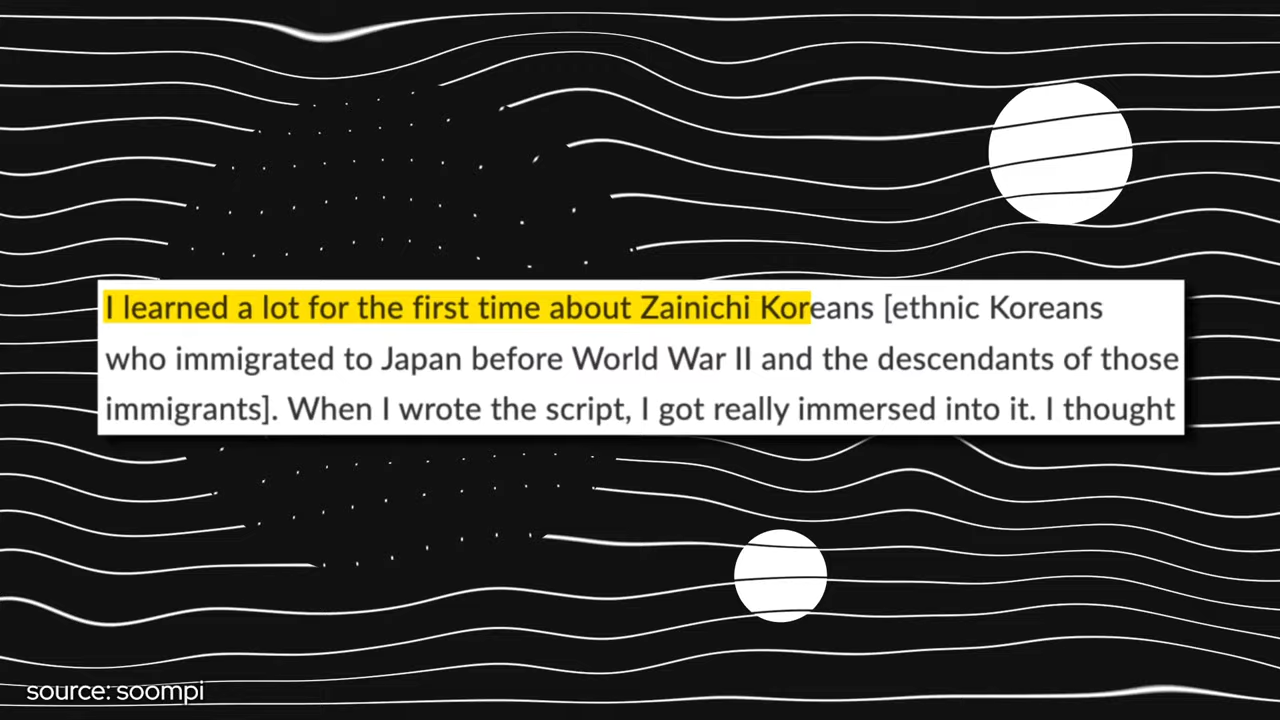 I learned a lot for the first time about Zainichi Koreans [ethnic Koreans
who immigrated to Japan before World War II and the descendants of those
immigrants]. When I wrote the script, I got really immersed into it. I thought
source: soompi